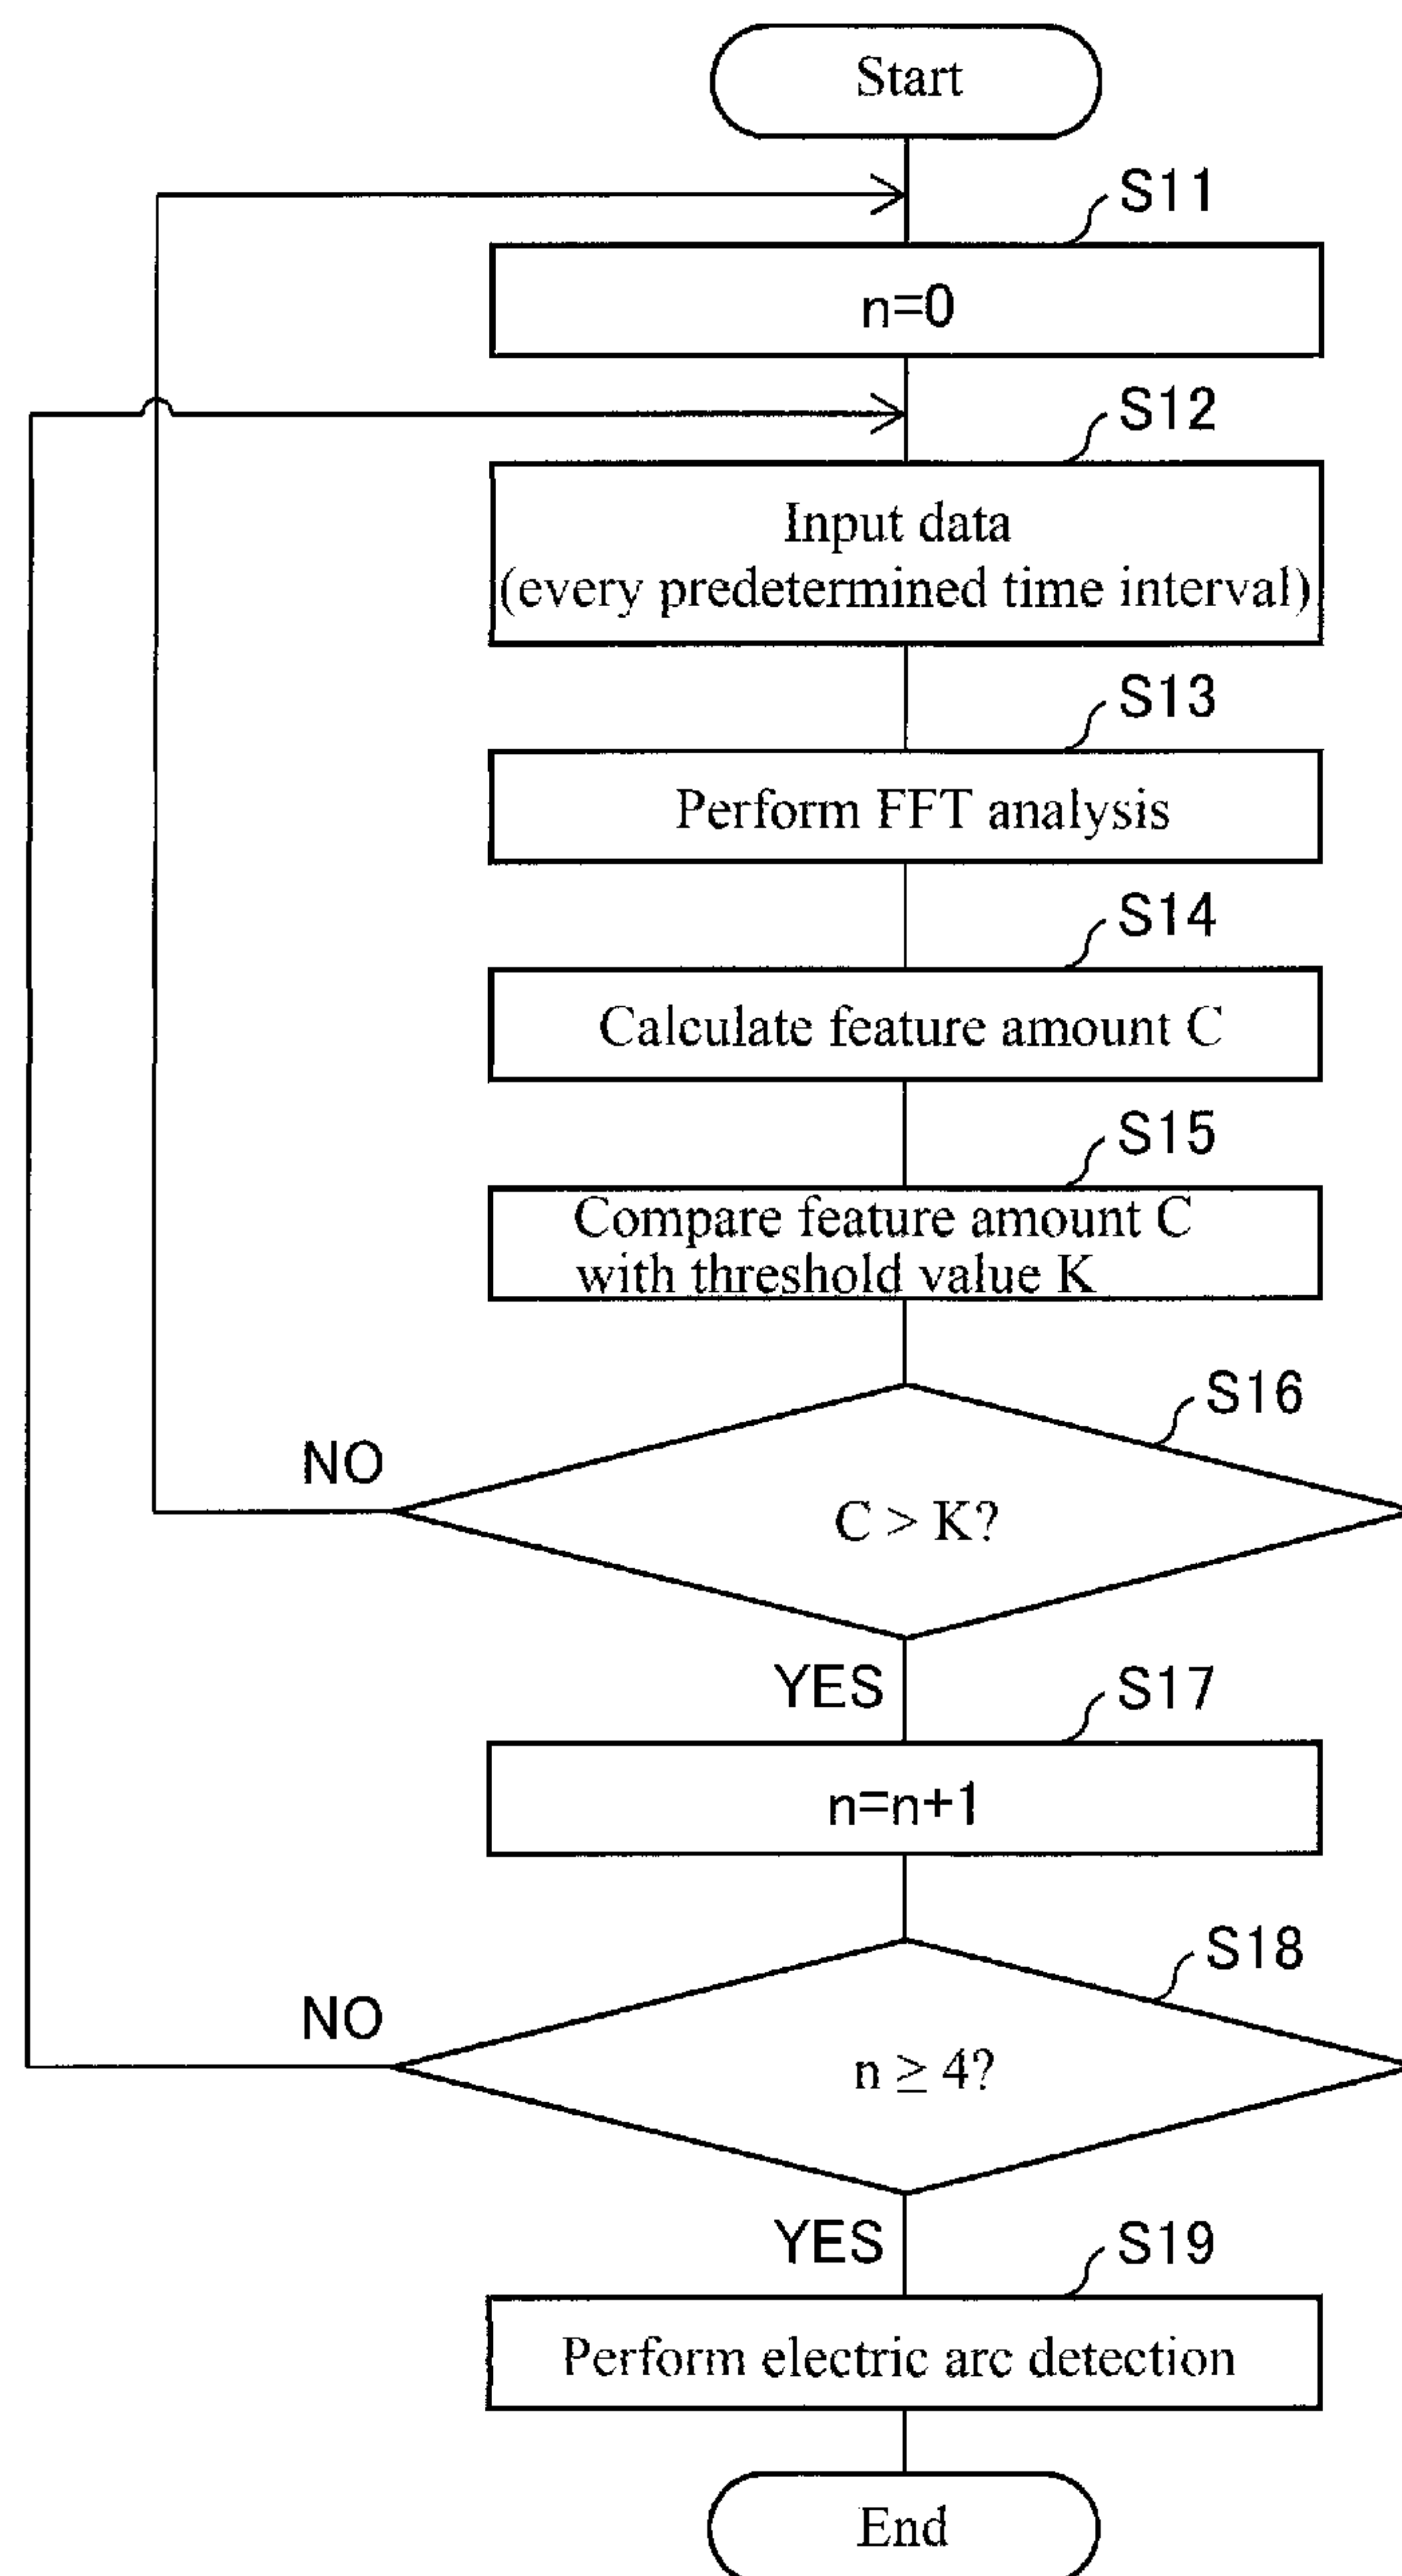 Start
S11
n=0
S12
Input data
(every predetermined time interval)
S13
Perform FFT analysis
S14
Calculate feature amount C
S15
Compare feature amount C
with threshold value K
S16
NO
C > K?
YES
S17
n=n+1
S18
NO
n ≥ 4?
YES
S19
Perform electric arc detection
End